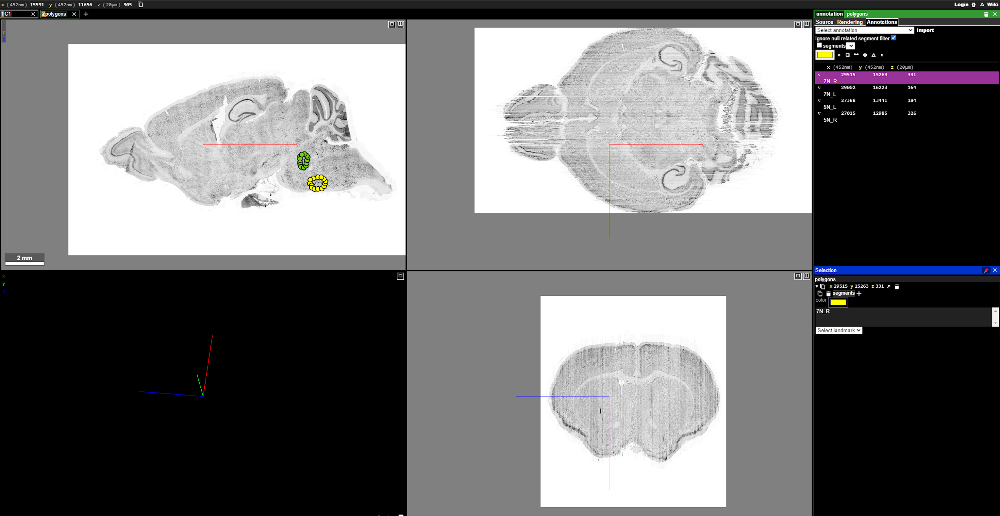 x (452nm) 15591 y (452nm) 11656 z (20µm) 305
Login {} Wiki
1C1
2polygons
annotation polygons
Source Rendering Annotations
Select annotation Import
Ignore null related segment filter
segments
x (452nm) y (452nm) z (20µm)
v 29515 15263 331
7N_R
v 29002 16223 164
7N_L
v 27388 13441 184
5N_L
v 27015 12985 326
5N_R
x
y
z
2 mm
x
y
z
Selection
polygons
v x 29515 y 15263 z 331
segments
color
7N_R
Select landmark